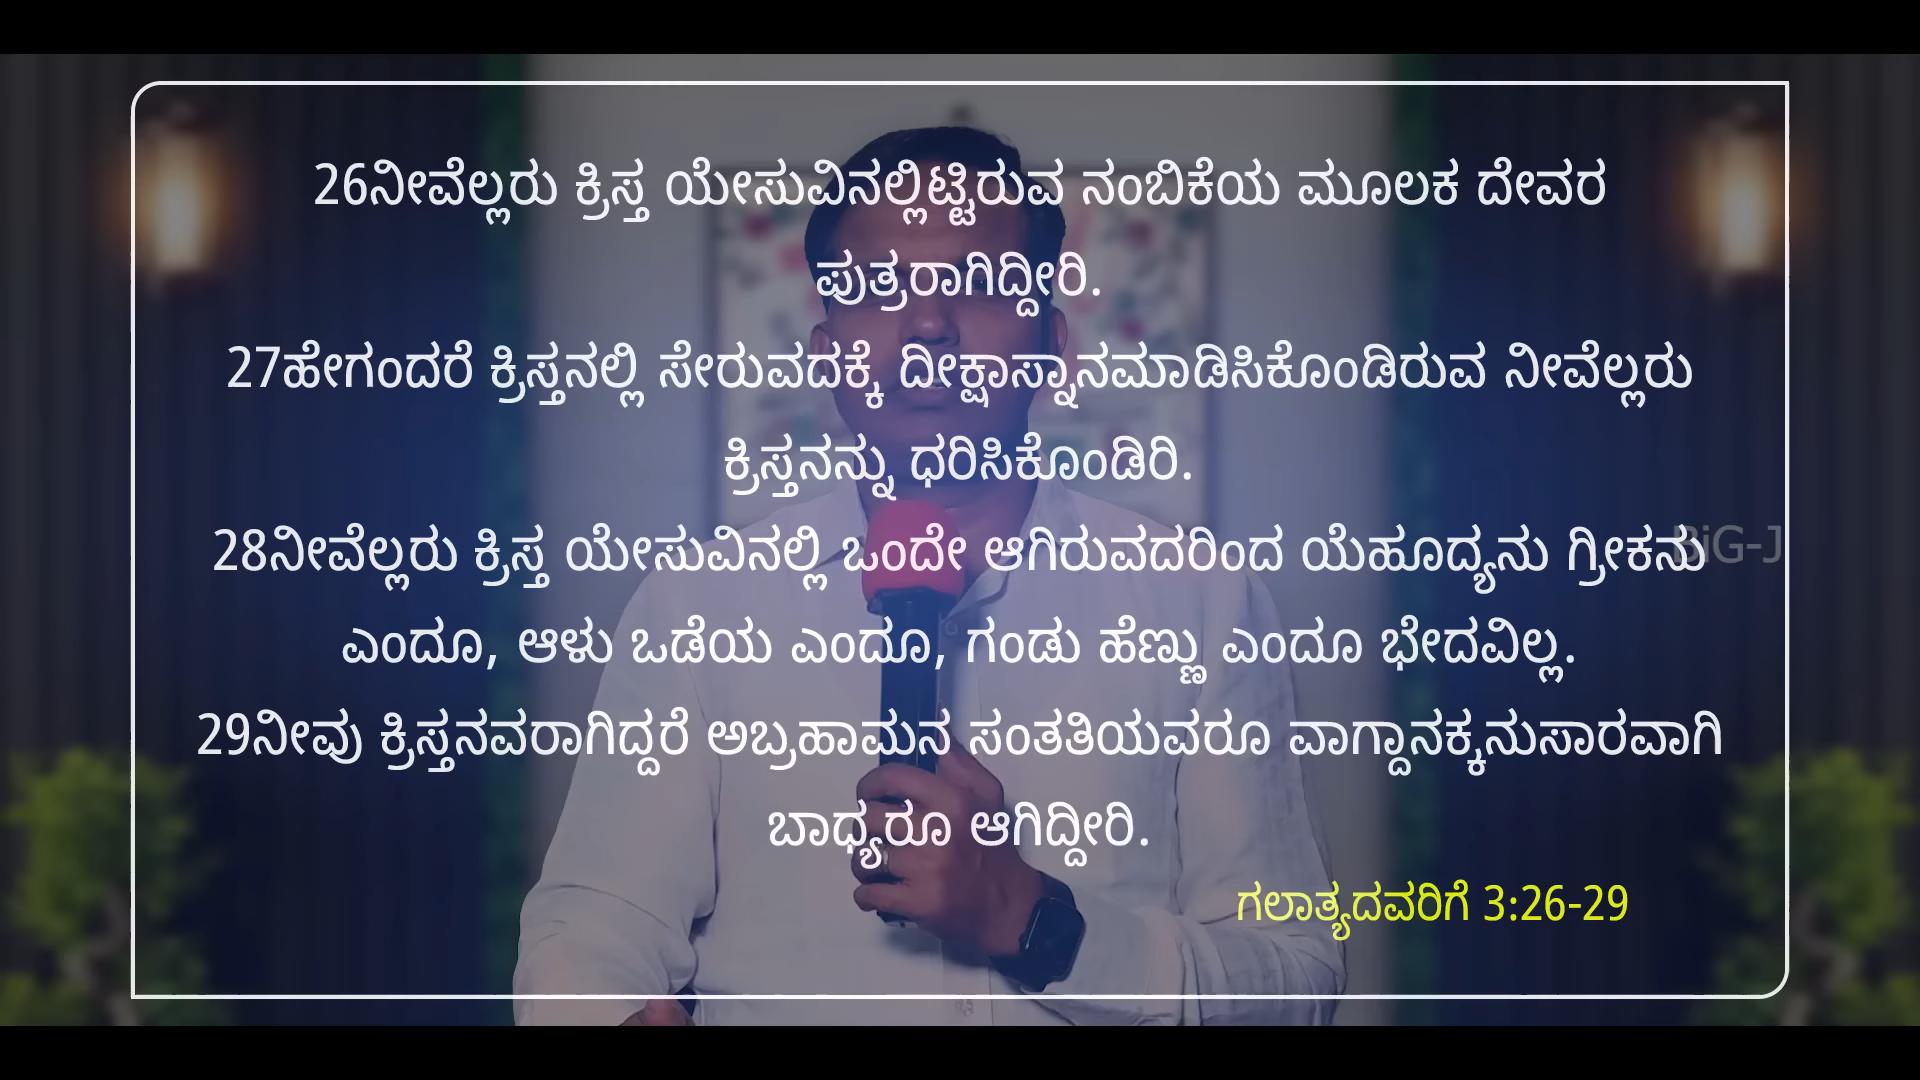 26ನೀವೆಲ್ಲರು ಕ್ರಿಸ್ತ ಯೇಸುವಿನಲ್ಲಿಟ್ಟಿರುವ ನಂಬಿಕೆಯ ಮೂಲಕ ದೇವರ
ಪುತ್ರರಾಗಿದ್ದೀರಿ.
27ಹೇಗಂದರೆ ಕ್ರಿಸ್ತನಲ್ಲಿ ಸೇರುವದಕ್ಕೆ ದೀಕ್ಷಾಸ್ನಾನಮಾಡಿಸಿಕೊಂಡಿರುವ ನೀವೆಲ್ಲರು
ಕ್ರಿಸ್ತನನ್ನು ಧರಿಸಿಕೊಂಡಿರಿ.
28ನೀವೆಲ್ಲರು ಕ್ರಿಸ್ತ ಯೇಸುವಿನಲ್ಲಿ ಒಂದೇ ಆಗಿರುವದರಿಂದ ಯೆಹೂದ್ಯನು ಗ್ರೀಕನು
BiG-J
ಎಂದೂ, ಆಳು ಒಡೆಯ ಎಂದೂ, ಗಂಡು ಹೆಣ್ಣು ಎಂದೂ ಭೇದವಿಲ್ಲ.
29ನೀವು ಕ್ರಿಸ್ತನವರಾಗಿದ್ದರೆ ಅಬ್ರಹಾಮನ ಸಂತತಿಯವರೂ ವಾಗ್ದಾನಕ್ಕನುಸಾರವಾಗಿ
ಬಾಧ್ಯರೂ ಆಗಿದ್ದೀರಿ.
ಗಲಾತ್ಯದವರಿಗೆ 3:26-29